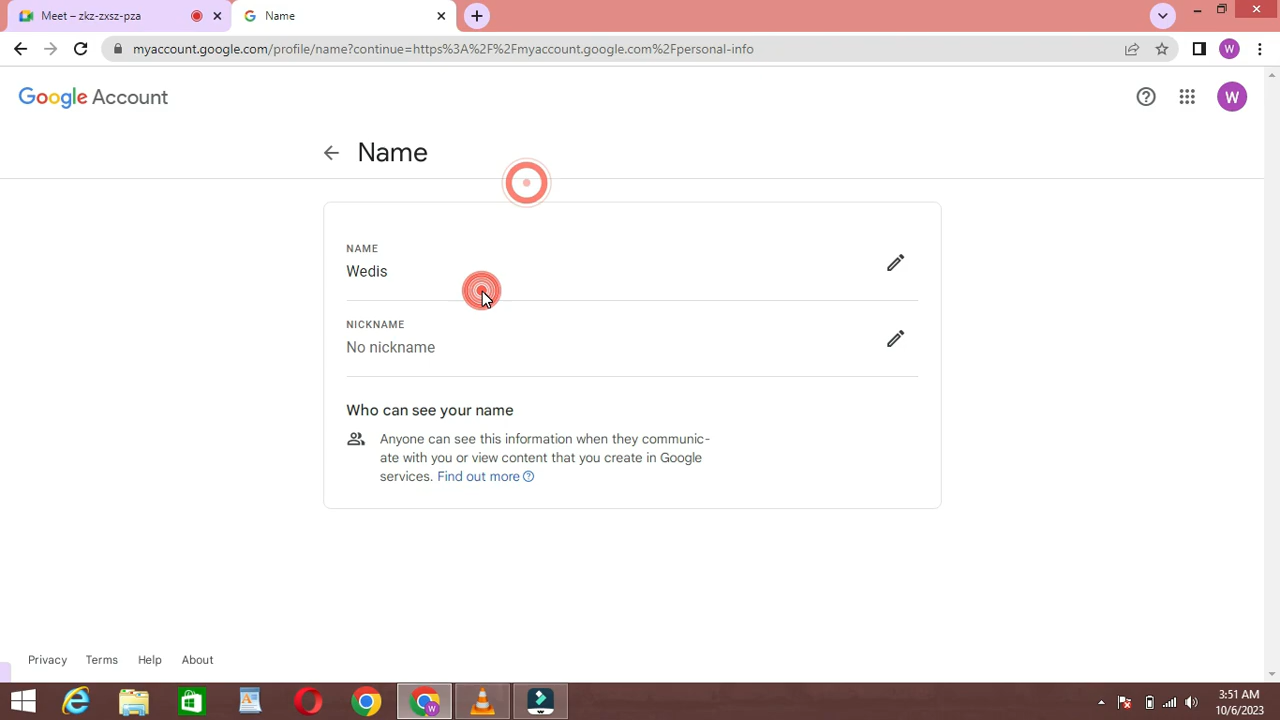 Meet – zkz-zxsz-pza
Name
myaccount.google.com/profile/name?continue=https%3A%2F%2Fmyaccount.google.com%2Fpersonal-info
W
Google Account
W
Name
NAME
Wedis
NICKNAME
No nickname
Who can see your name
Anyone can see this information when they communic-
ate with you or view content that you create in Google
services. Find out more
Privacy
Terms
Help
About
W
3:51 AM
10/6/2023